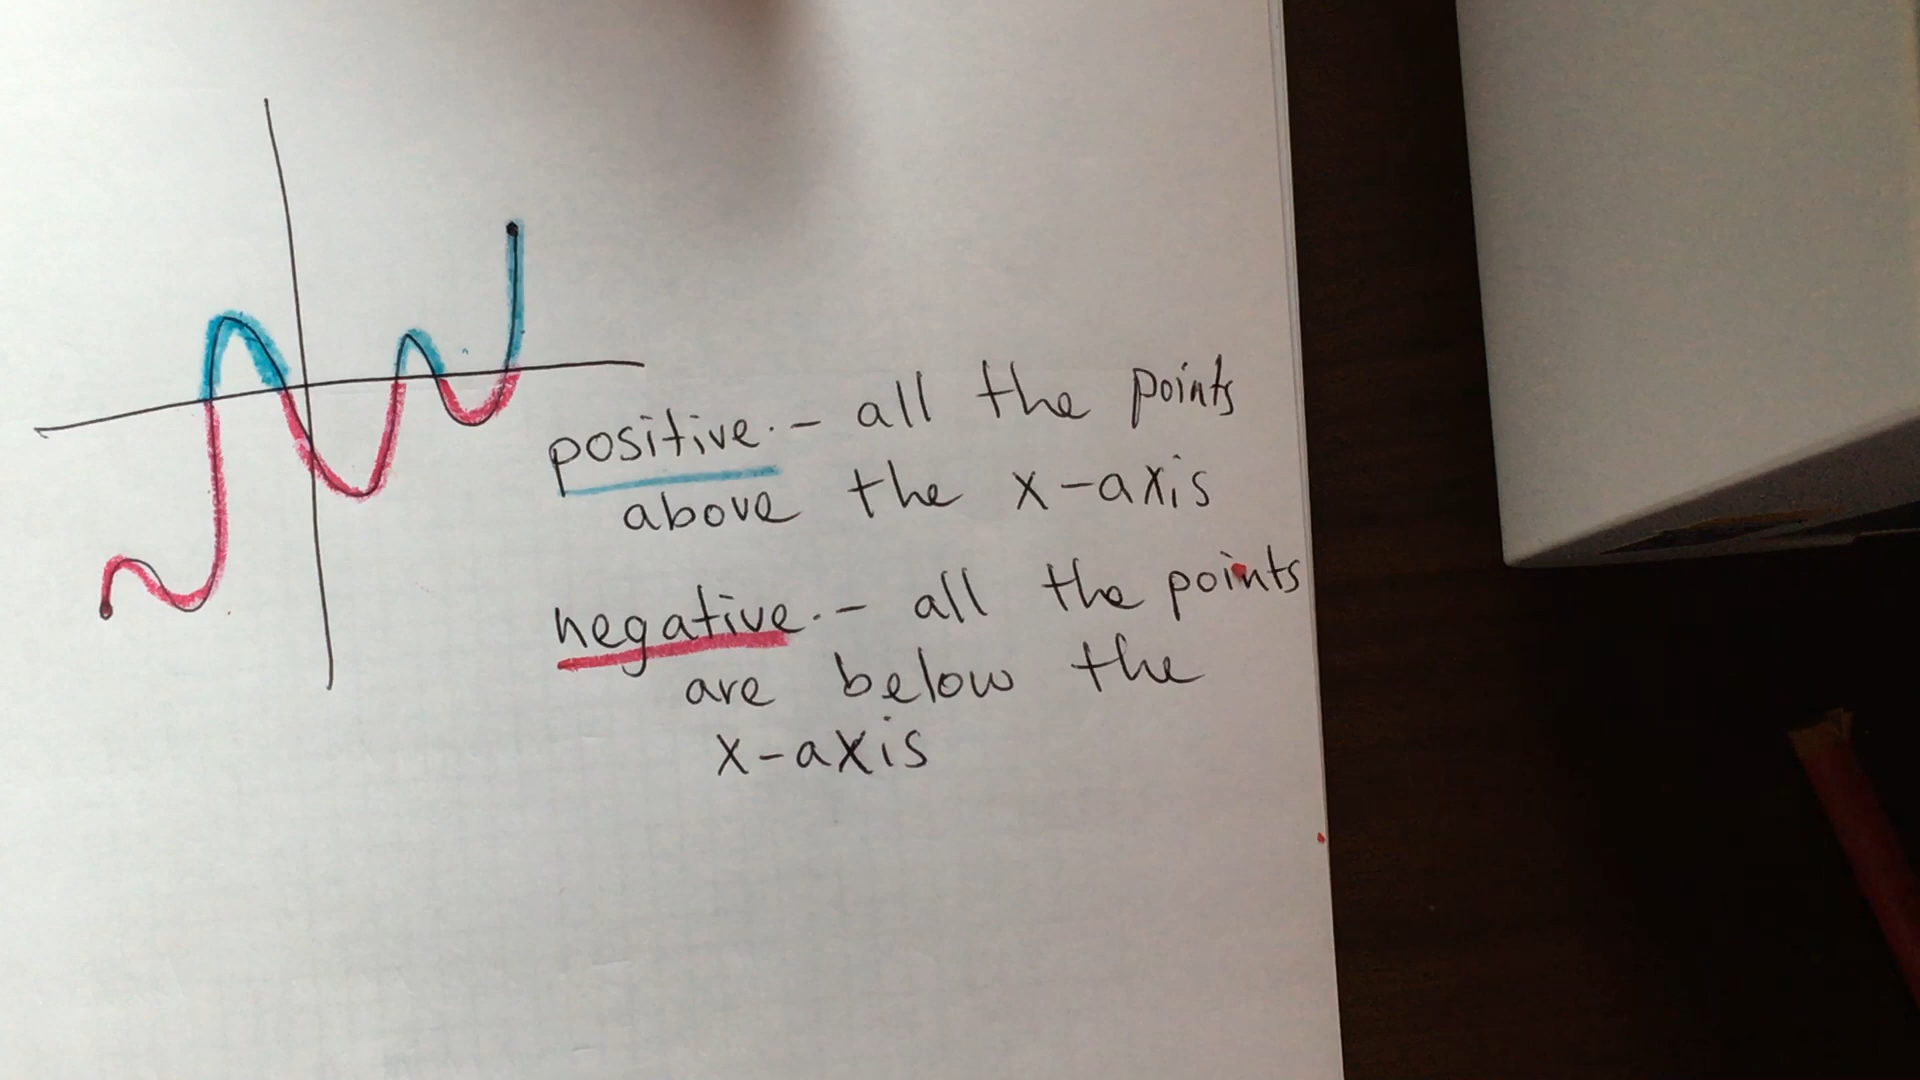 positive.- all the points
above the x-axis
negative.- all the points
are below the
x-axis